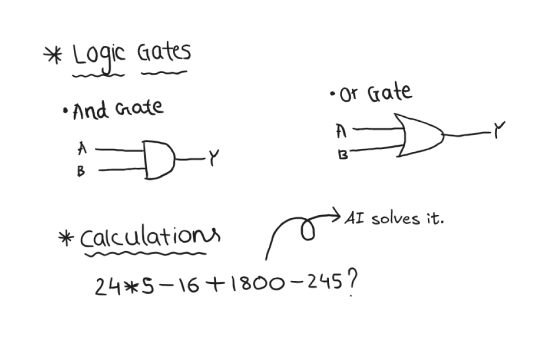 * Logic Gates
• And Gate
A
B
Y
• Or Gate
A
B
Y
* Calculations
AI solves it.
24*5-16+1800-245?